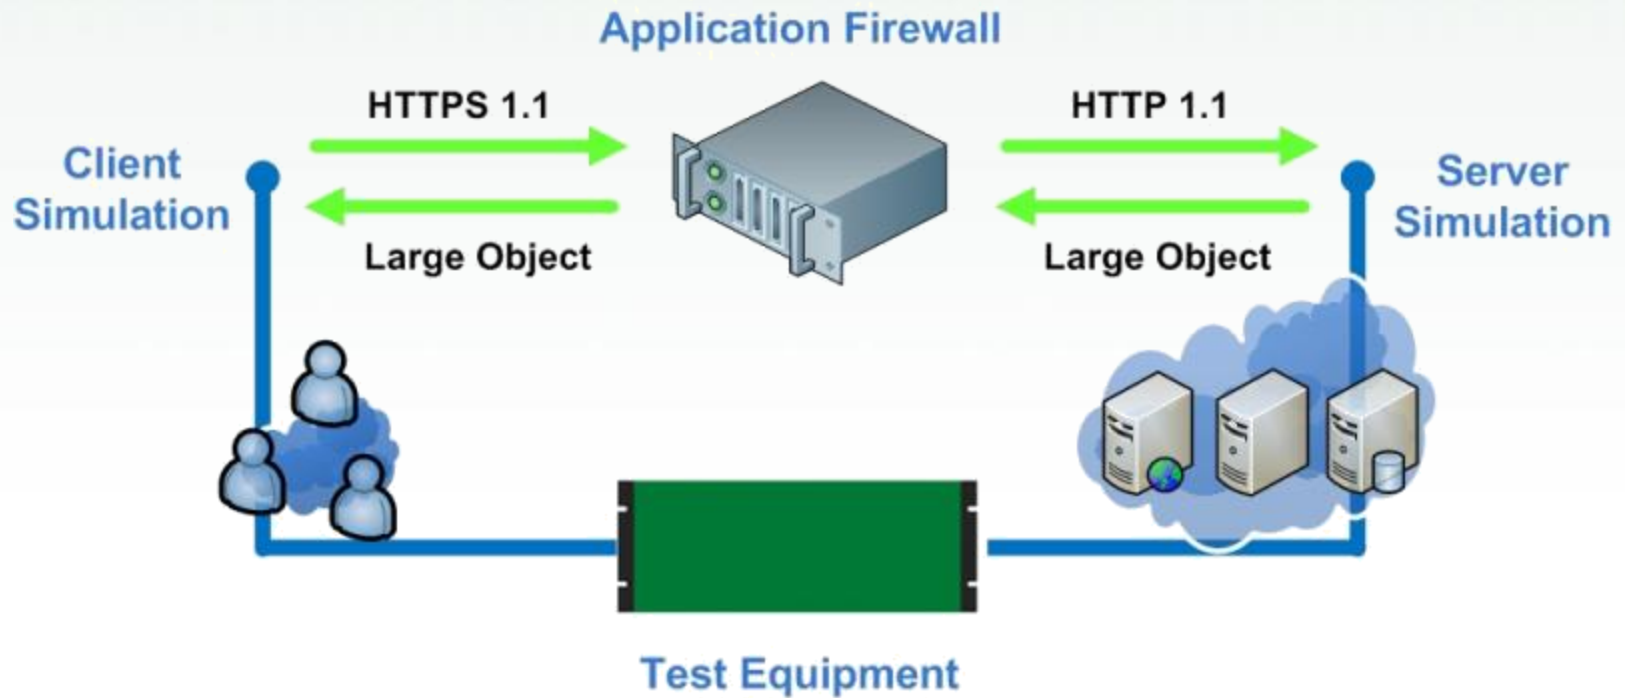 Application Firewall
HTTPS 1.1
HTTP 1.1
Client
Simulation
Server
Simulation
Large Object
Large Object
Test Equipment